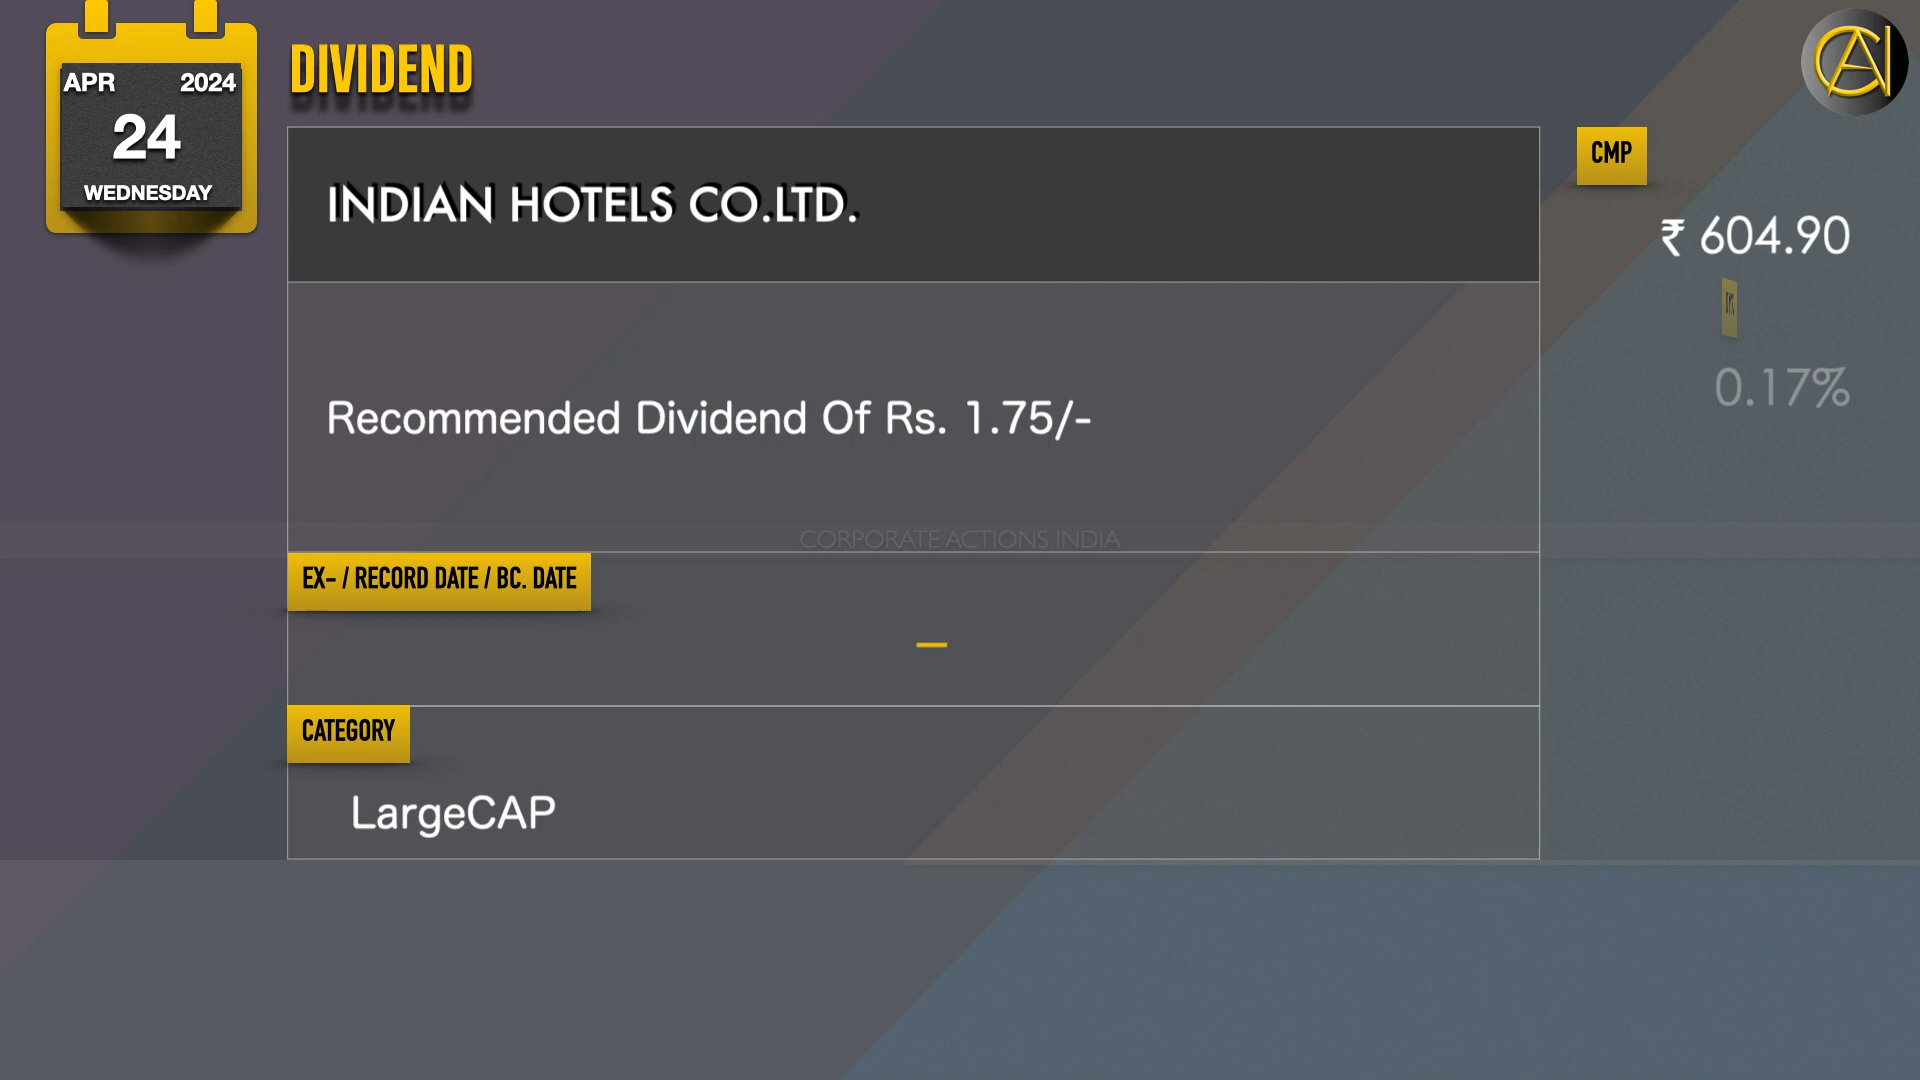 APR 2024
24
WEDNESDAY
DIVIDEND
INDIAN HOTELS CO.LTD.
Recommended Dividend Of Rs. 1.75/-
CORPORATE ACTIONS INDIA
EX- / RECORD DATE / BC. DATE
–
CATEGORY
LargeCAP
CMP
₹ 604.90
0.17%